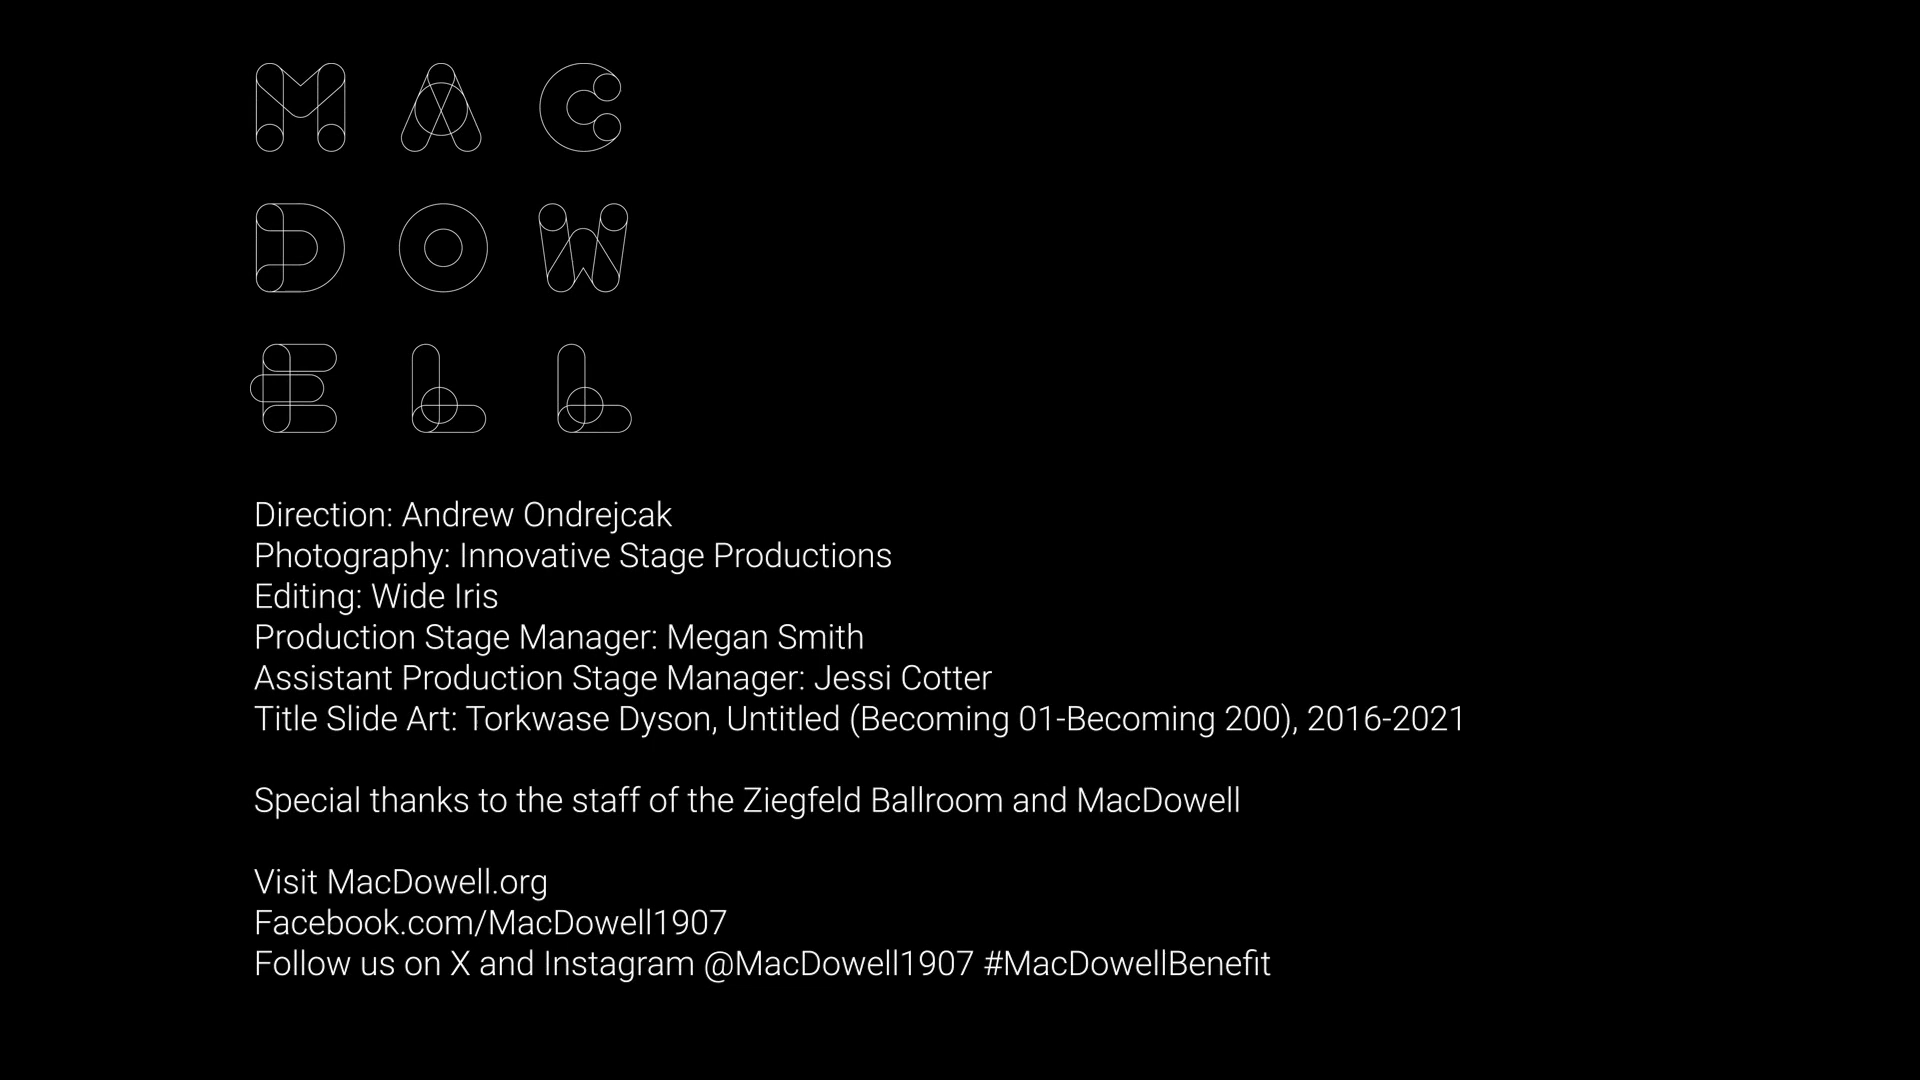 MAC
DOW
ELL
Direction: Andrew Ondrejcak
Photography: Innovative Stage Productions
Editing: Wide Iris
Production Stage Manager: Megan Smith
Assistant Production Stage Manager: Jessi Cotter
Title Slide Art: Torkwase Dyson, Untitled (Becoming 01-Becoming 200), 2016-2021
Special thanks to the staff of the Ziegfeld Ballroom and MacDowell
Visit MacDowell.org
Facebook.com/MacDowell1907
Follow us on X and Instagram @MacDowell1907 #MacDowellBenefit